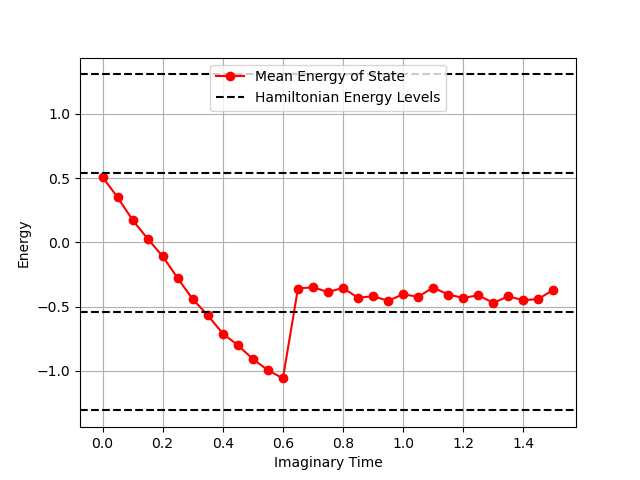 Mean Energy of State
Hamiltonian Energy Levels
1.0
0.5
0.0
−0.5
−1.0
Energy
0.0 0.2 0.4 0.6 0.8 1.0 1.2 1.4
Imaginary Time